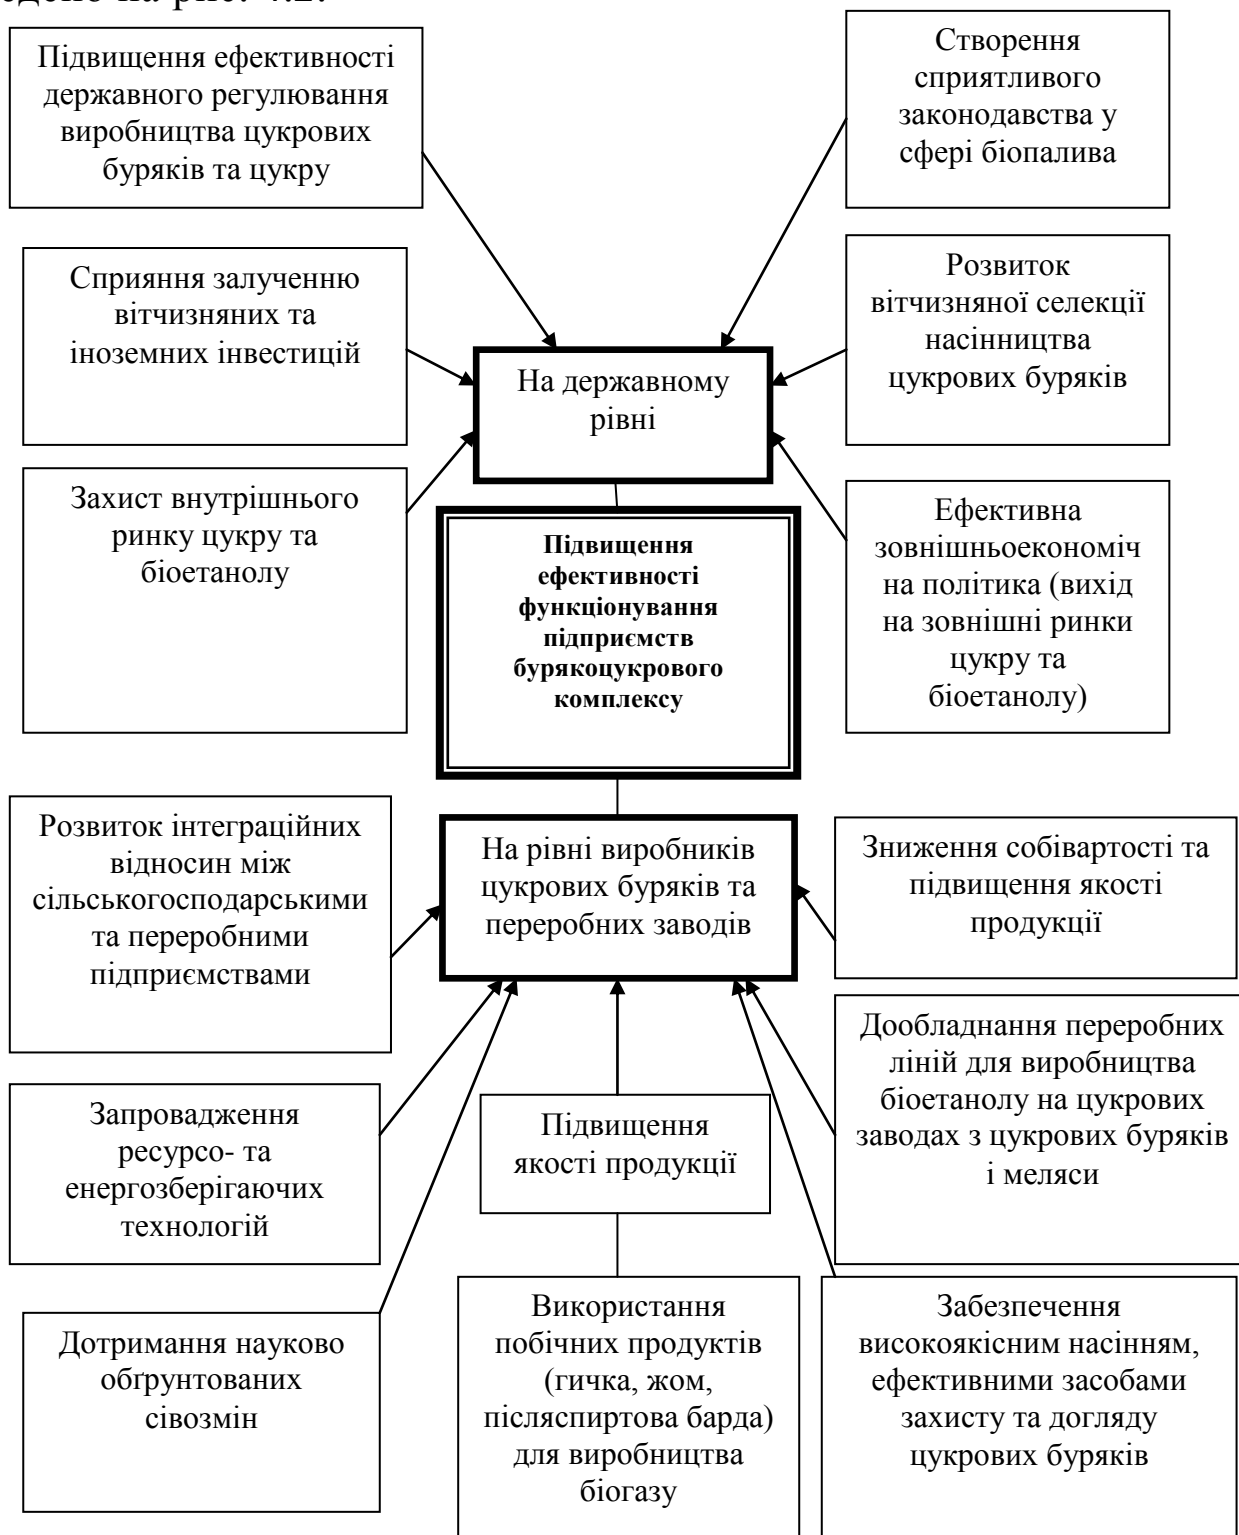 Підвищення ефективності
державного регулювання
виробництва цукрових
буряків та цукру
Створення
сприятливого
законодавства у
сфері біопалива
Сприяння залученню
вітчизняних та
іноземних інвестицій
Розвиток
вітчизняної селекції
насінництва
цукрових буряків
На державному
рівні
Захист внутрішнього
ринку цукру та
біоетанолу
Ефективна
зовнішньоекономіч
на політика (вихід
на зовнішні ринки
цукру та
біоетанолу)
Підвищення
ефективності
функціонування
підприємств
бурякоцукрового
комплексу
Розвиток інтеграційних
відносин між
сільськогосподарськими
та переробними
підприємствами
На рівні виробників
цукрових буряків та
переробних заводів
Зниження собівартості та
підвищення якості
продукції
Дообладнання переробних
ліній для виробництва
біоетанолу на цукрових
заводах з цукрових буряків
і меляси
Запровадження
ресурсо- та
енергозберігаючих
технологій
Підвищення
якості продукції
Дотримання науково
обґрунтованих
сівозмін
Використання
побічних продуктів
(гичка, жом,
післяспиртова барда)
для виробництва
біогазу
Забезпечення
високоякісним насінням,
ефективними засобами
захисту та догляду
цукрових буряків